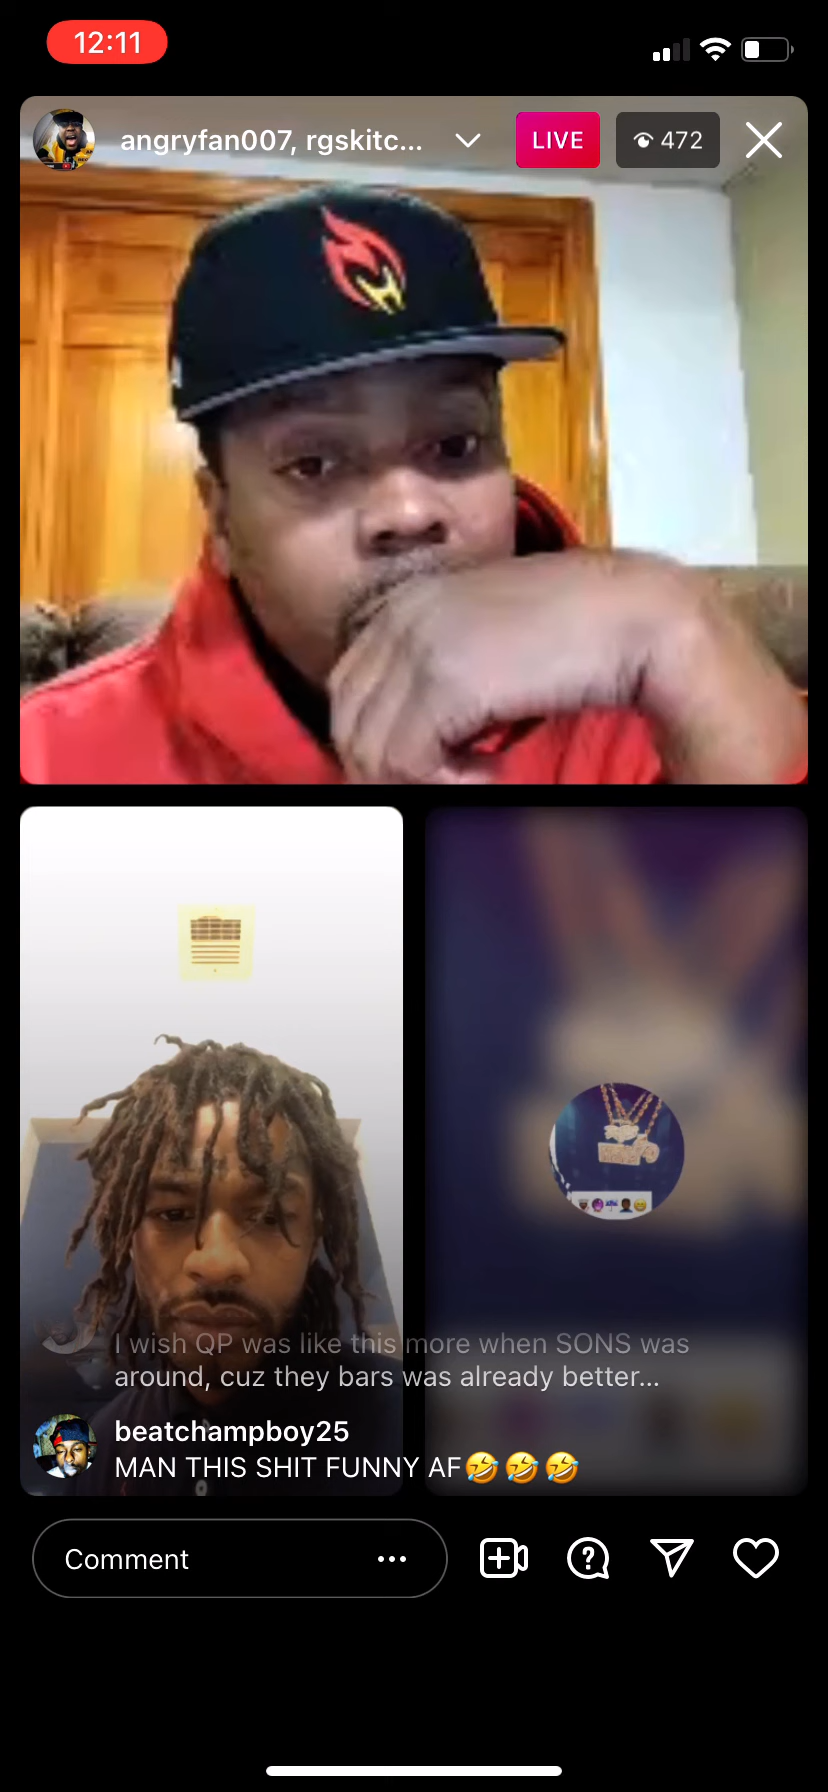 12:11
angryfan007, rgskitc...
LIVE
472
I wish QP was like this more when SONS was
around, cuz they bars was already better...
beatchampboy25
MAN THIS SHIT FUNNY AF🤣🤣🤣
Comment